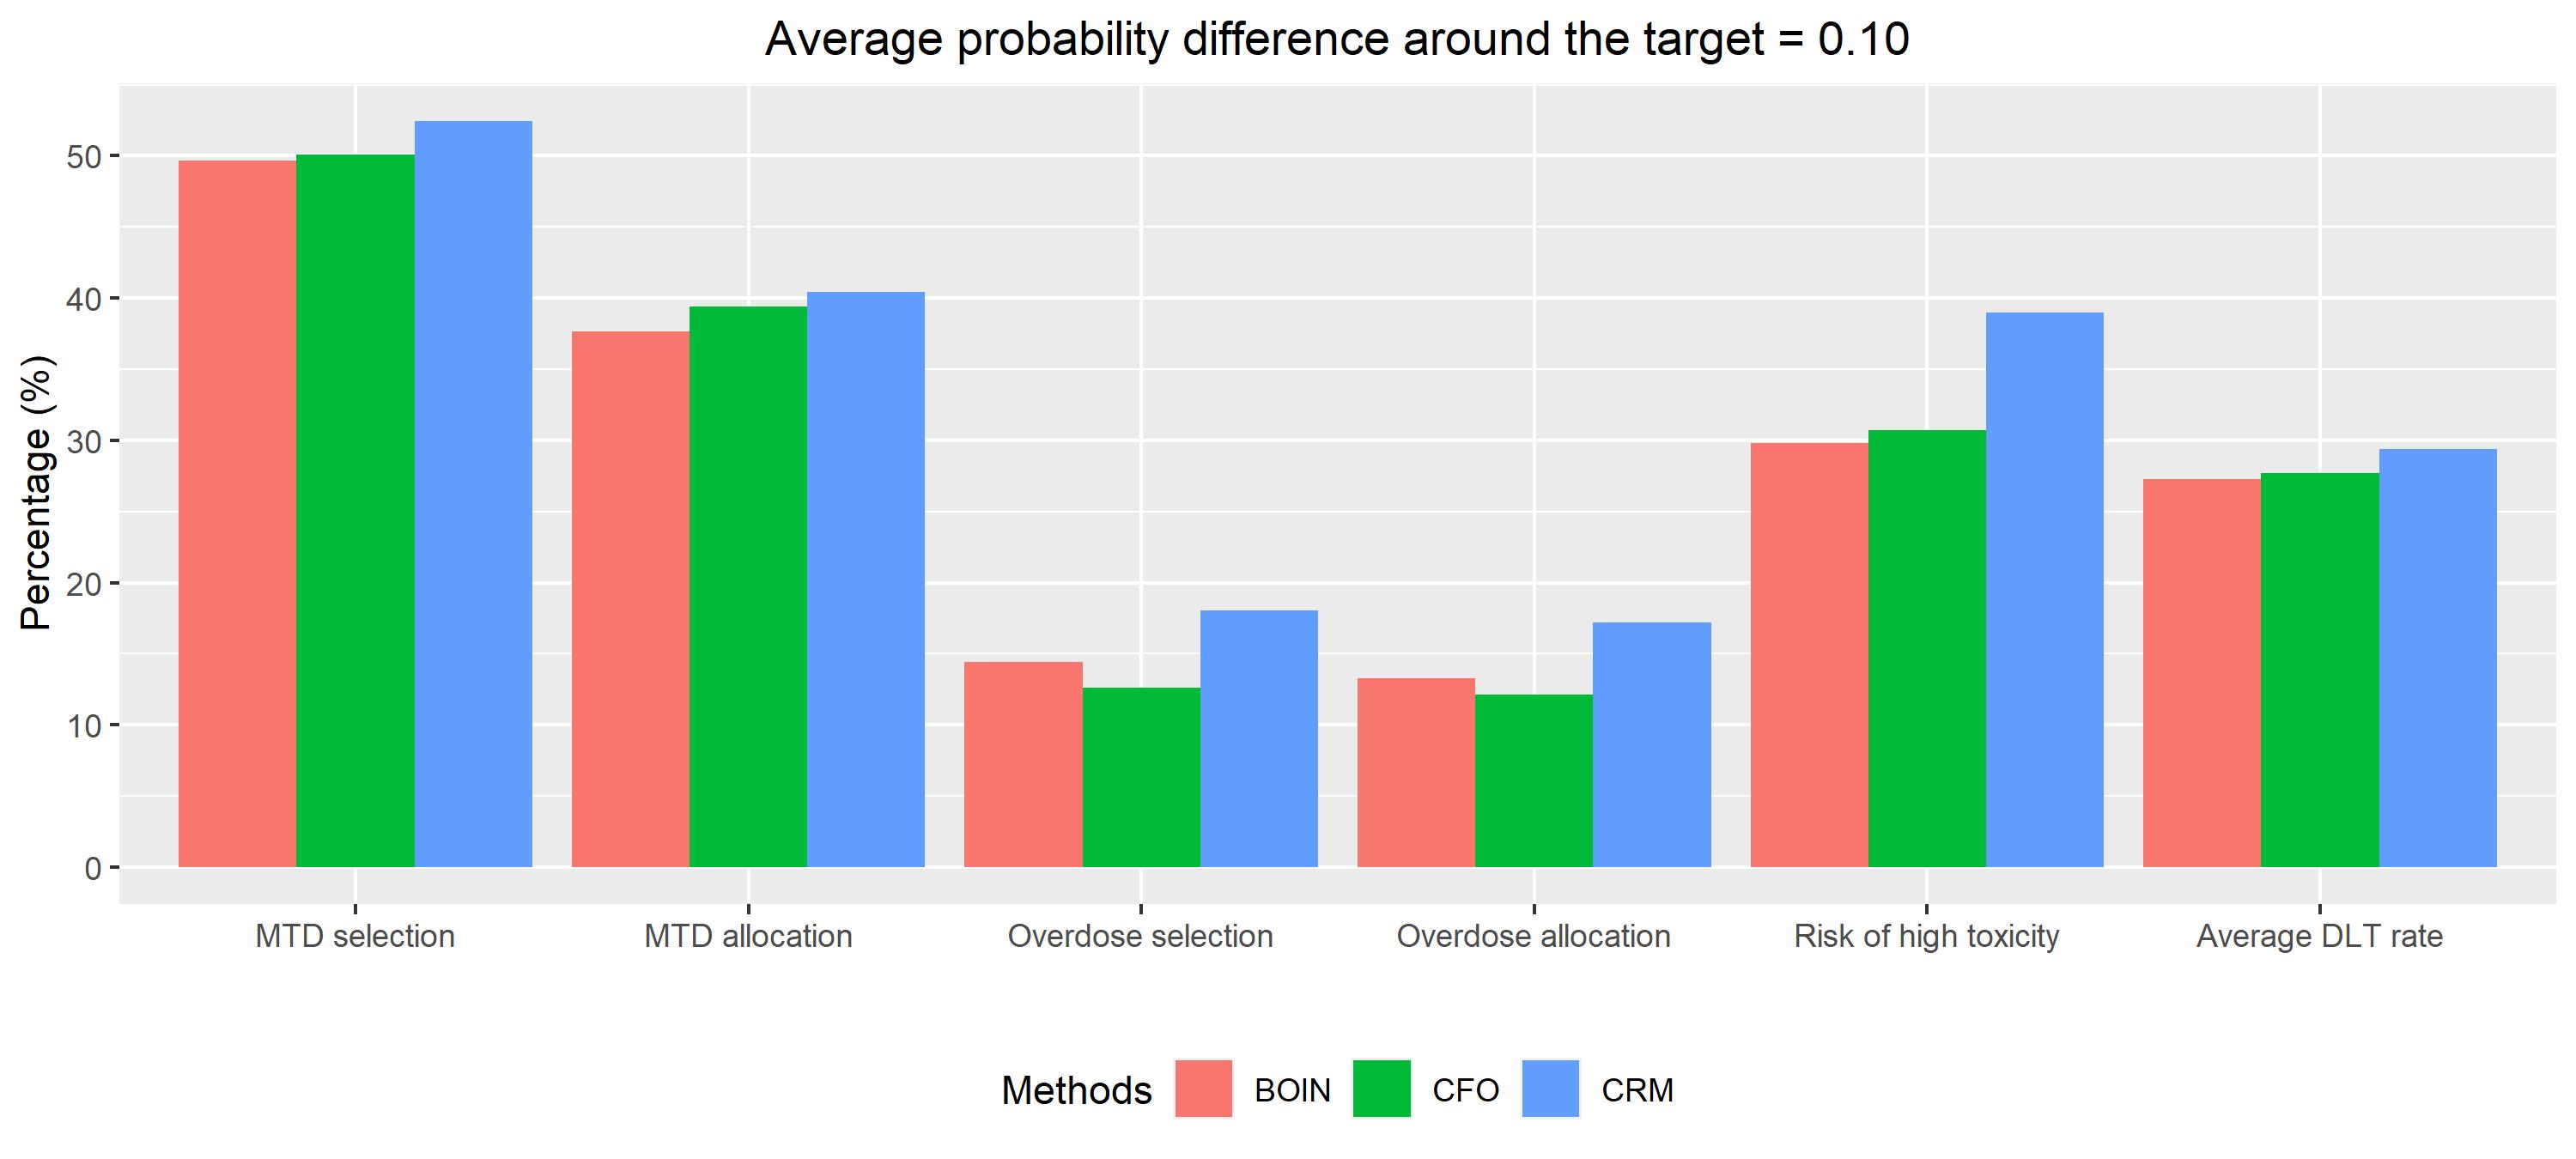 Average probability difference around the target = 0.10
Percentage (%)
50
40
30
20
10
0
MTD selection MTD allocation Overdose selection Overdose allocation Risk of high toxicity Average DLT rate
Methods BOIN CFO CRM